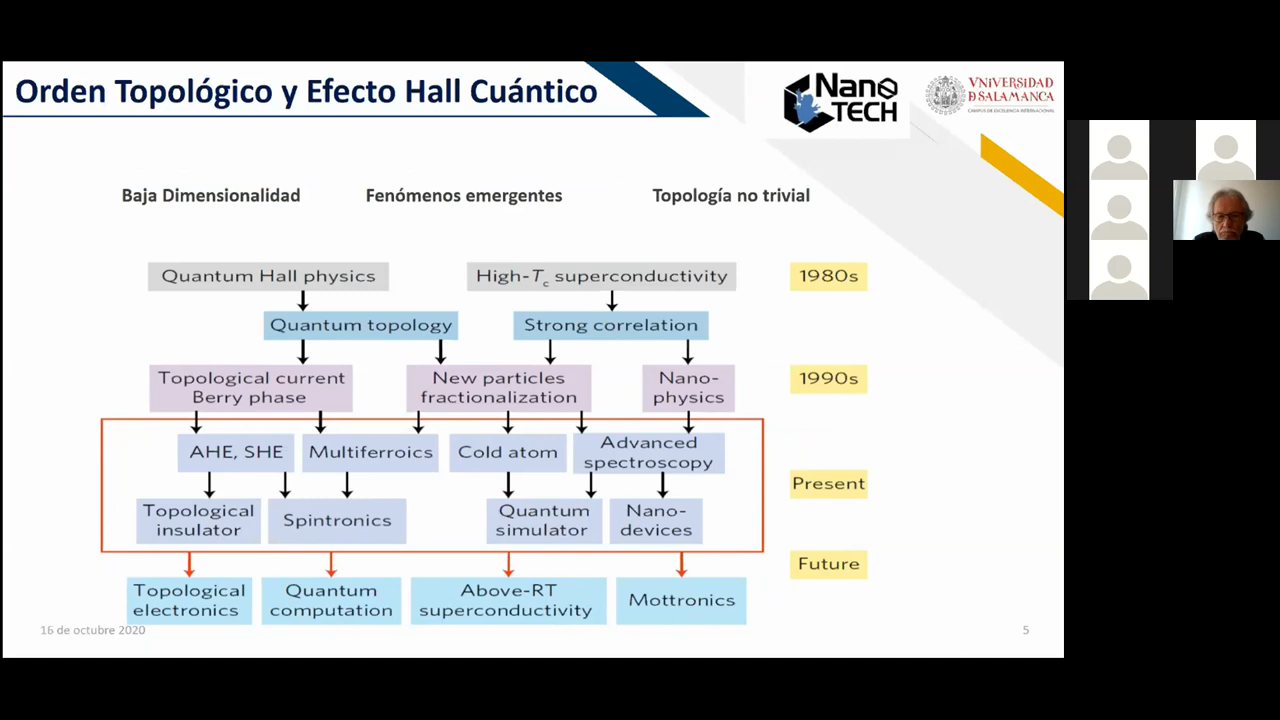 Orden Topológico y Efecto Hall Cuántico
Nano
TECH
VNiVERSiDAD
D SALAMANCA
CAMPUS DE EXCELENCIA INTERNACIONAL
Baja Dimensionalidad
Fenómenos emergentes
Topología no trivial
Quantum Hall physics
High-Tc superconductivity
1980s
Quantum topology
Strong correlation
Topological current
Berry phase
New particles
fractionalization
Nano-
physics
1990s
AHE, SHE
Multiferroics
Cold atom
Advanced
spectroscopy
Present
Topological
insulator
Spintronics
Quantum
simulator
Nano-
devices
Future
Topological
electronics
Quantum
computation
Above-RT
superconductivity
Mottronics
16 de octubre 2020
5